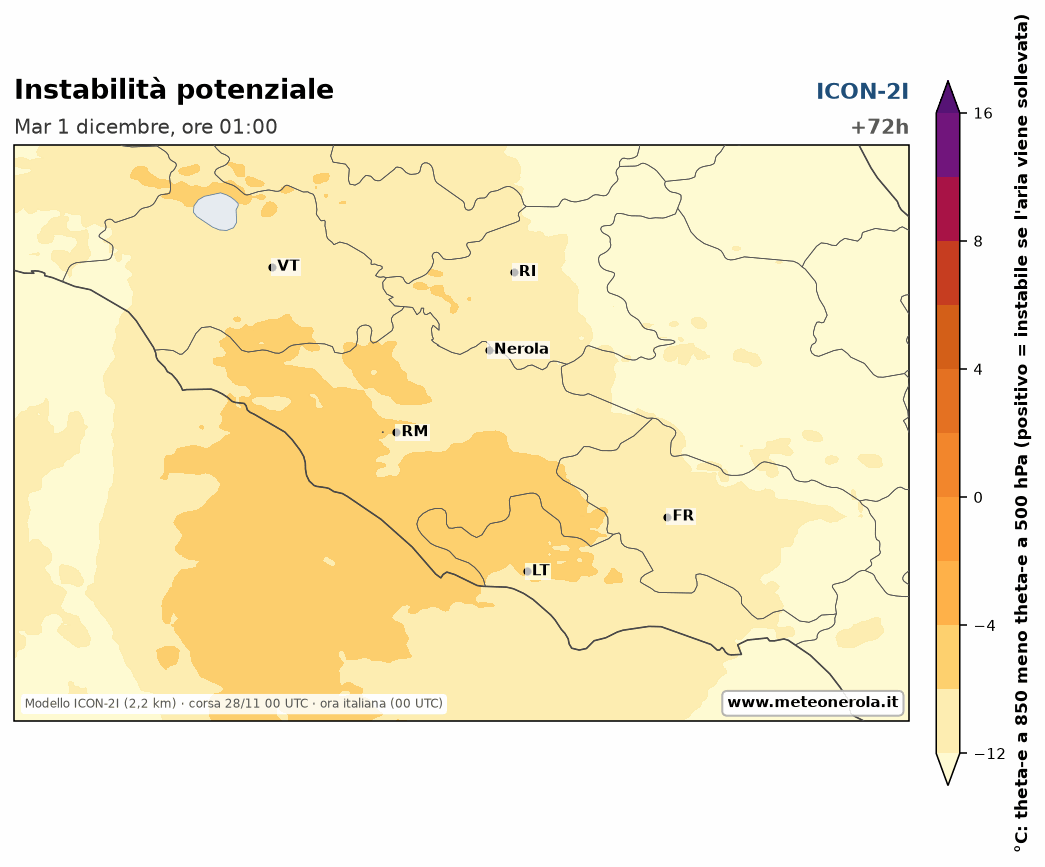 Instabilità potenziale
ICON-2I
Mar 1 dicembre, ore 01:00
+72h
VT
RI
Nerola
RM
FR
LT
Modello ICON-2I (2,2 km) · corsa 28/11 00 UTC · ora italiana (00 UTC)
www.meteonerola.it
16
8
4
0
−4
−12
°C: theta-e a 850 meno theta-e a 500 hPa (positivo = instabile se l'aria viene sollevata)